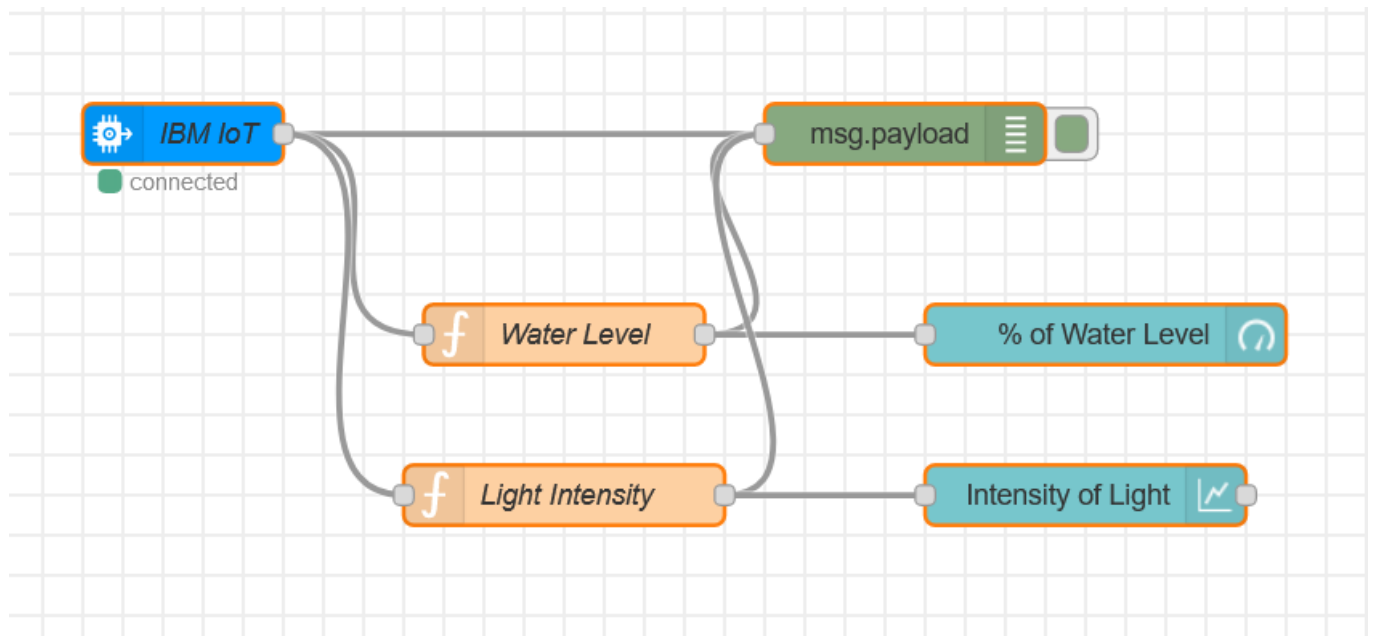 IBM IoT
msg.payload
connected
Water Level
% of Water Level
Light Intensity
Intensity of Light